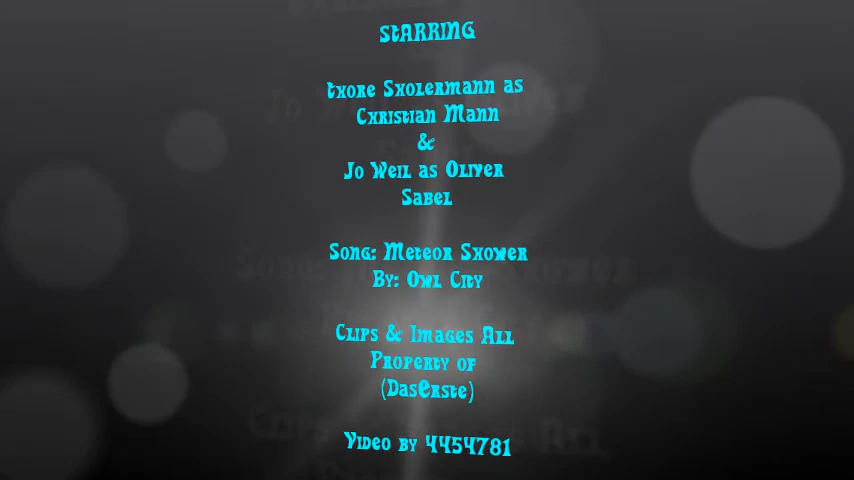 STARRING
Thore Skholermann as
Christian Mann
&
Jo Weil as Oliver
Sabel
Song: Meteor Shower
By: Owl City
Clips & Images All
Property of
(DasErste)
Video by 4454781